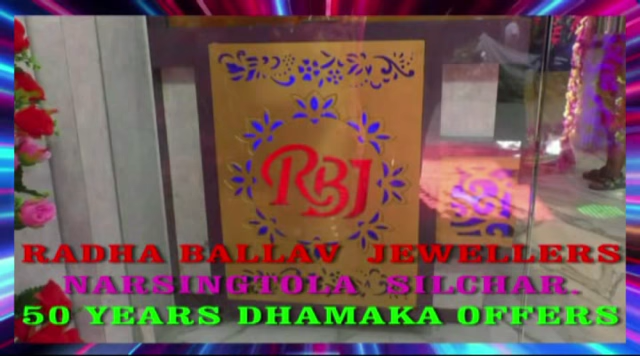 RBJ
RADHA BALLAV JEWELLERS
NARSINGTOLA SILCHAR.
50 YEARS DHAMAKA OFFERS